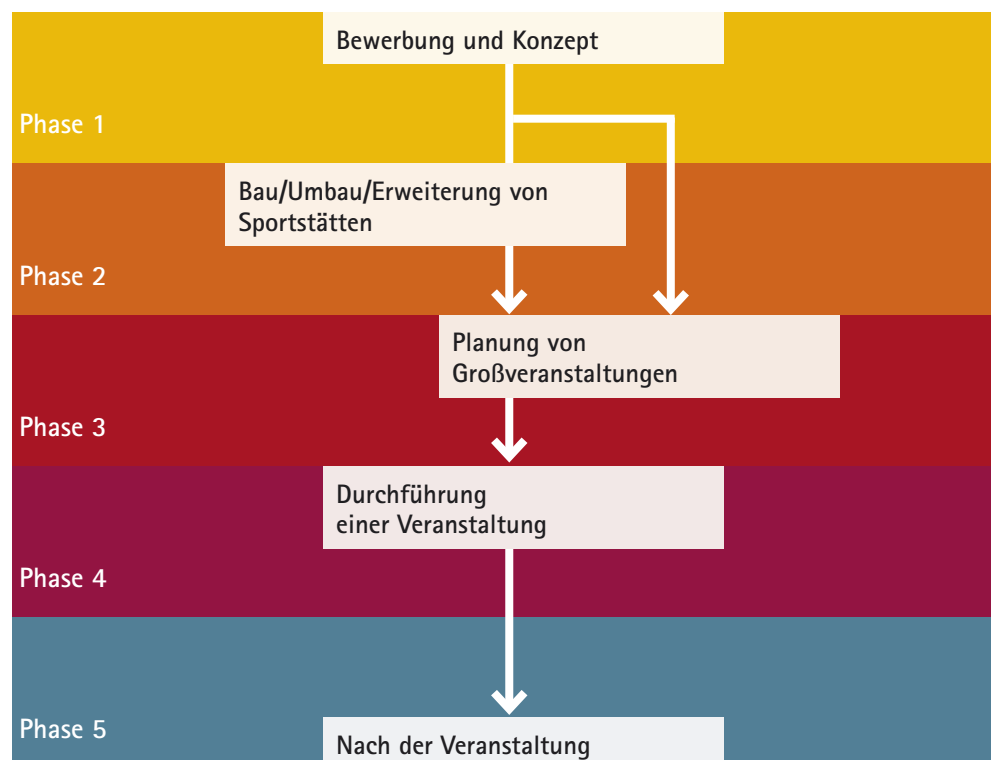 Bewerbung und Konzept
Phase 1
Bau/Umbau/Erweiterung von
Sportstätten
Phase 2
Planung von
Großveranstaltungen
Phase 3
Durchführung
einer Veranstaltung
Phase 4
Phase 5
Nach der Veranstaltung